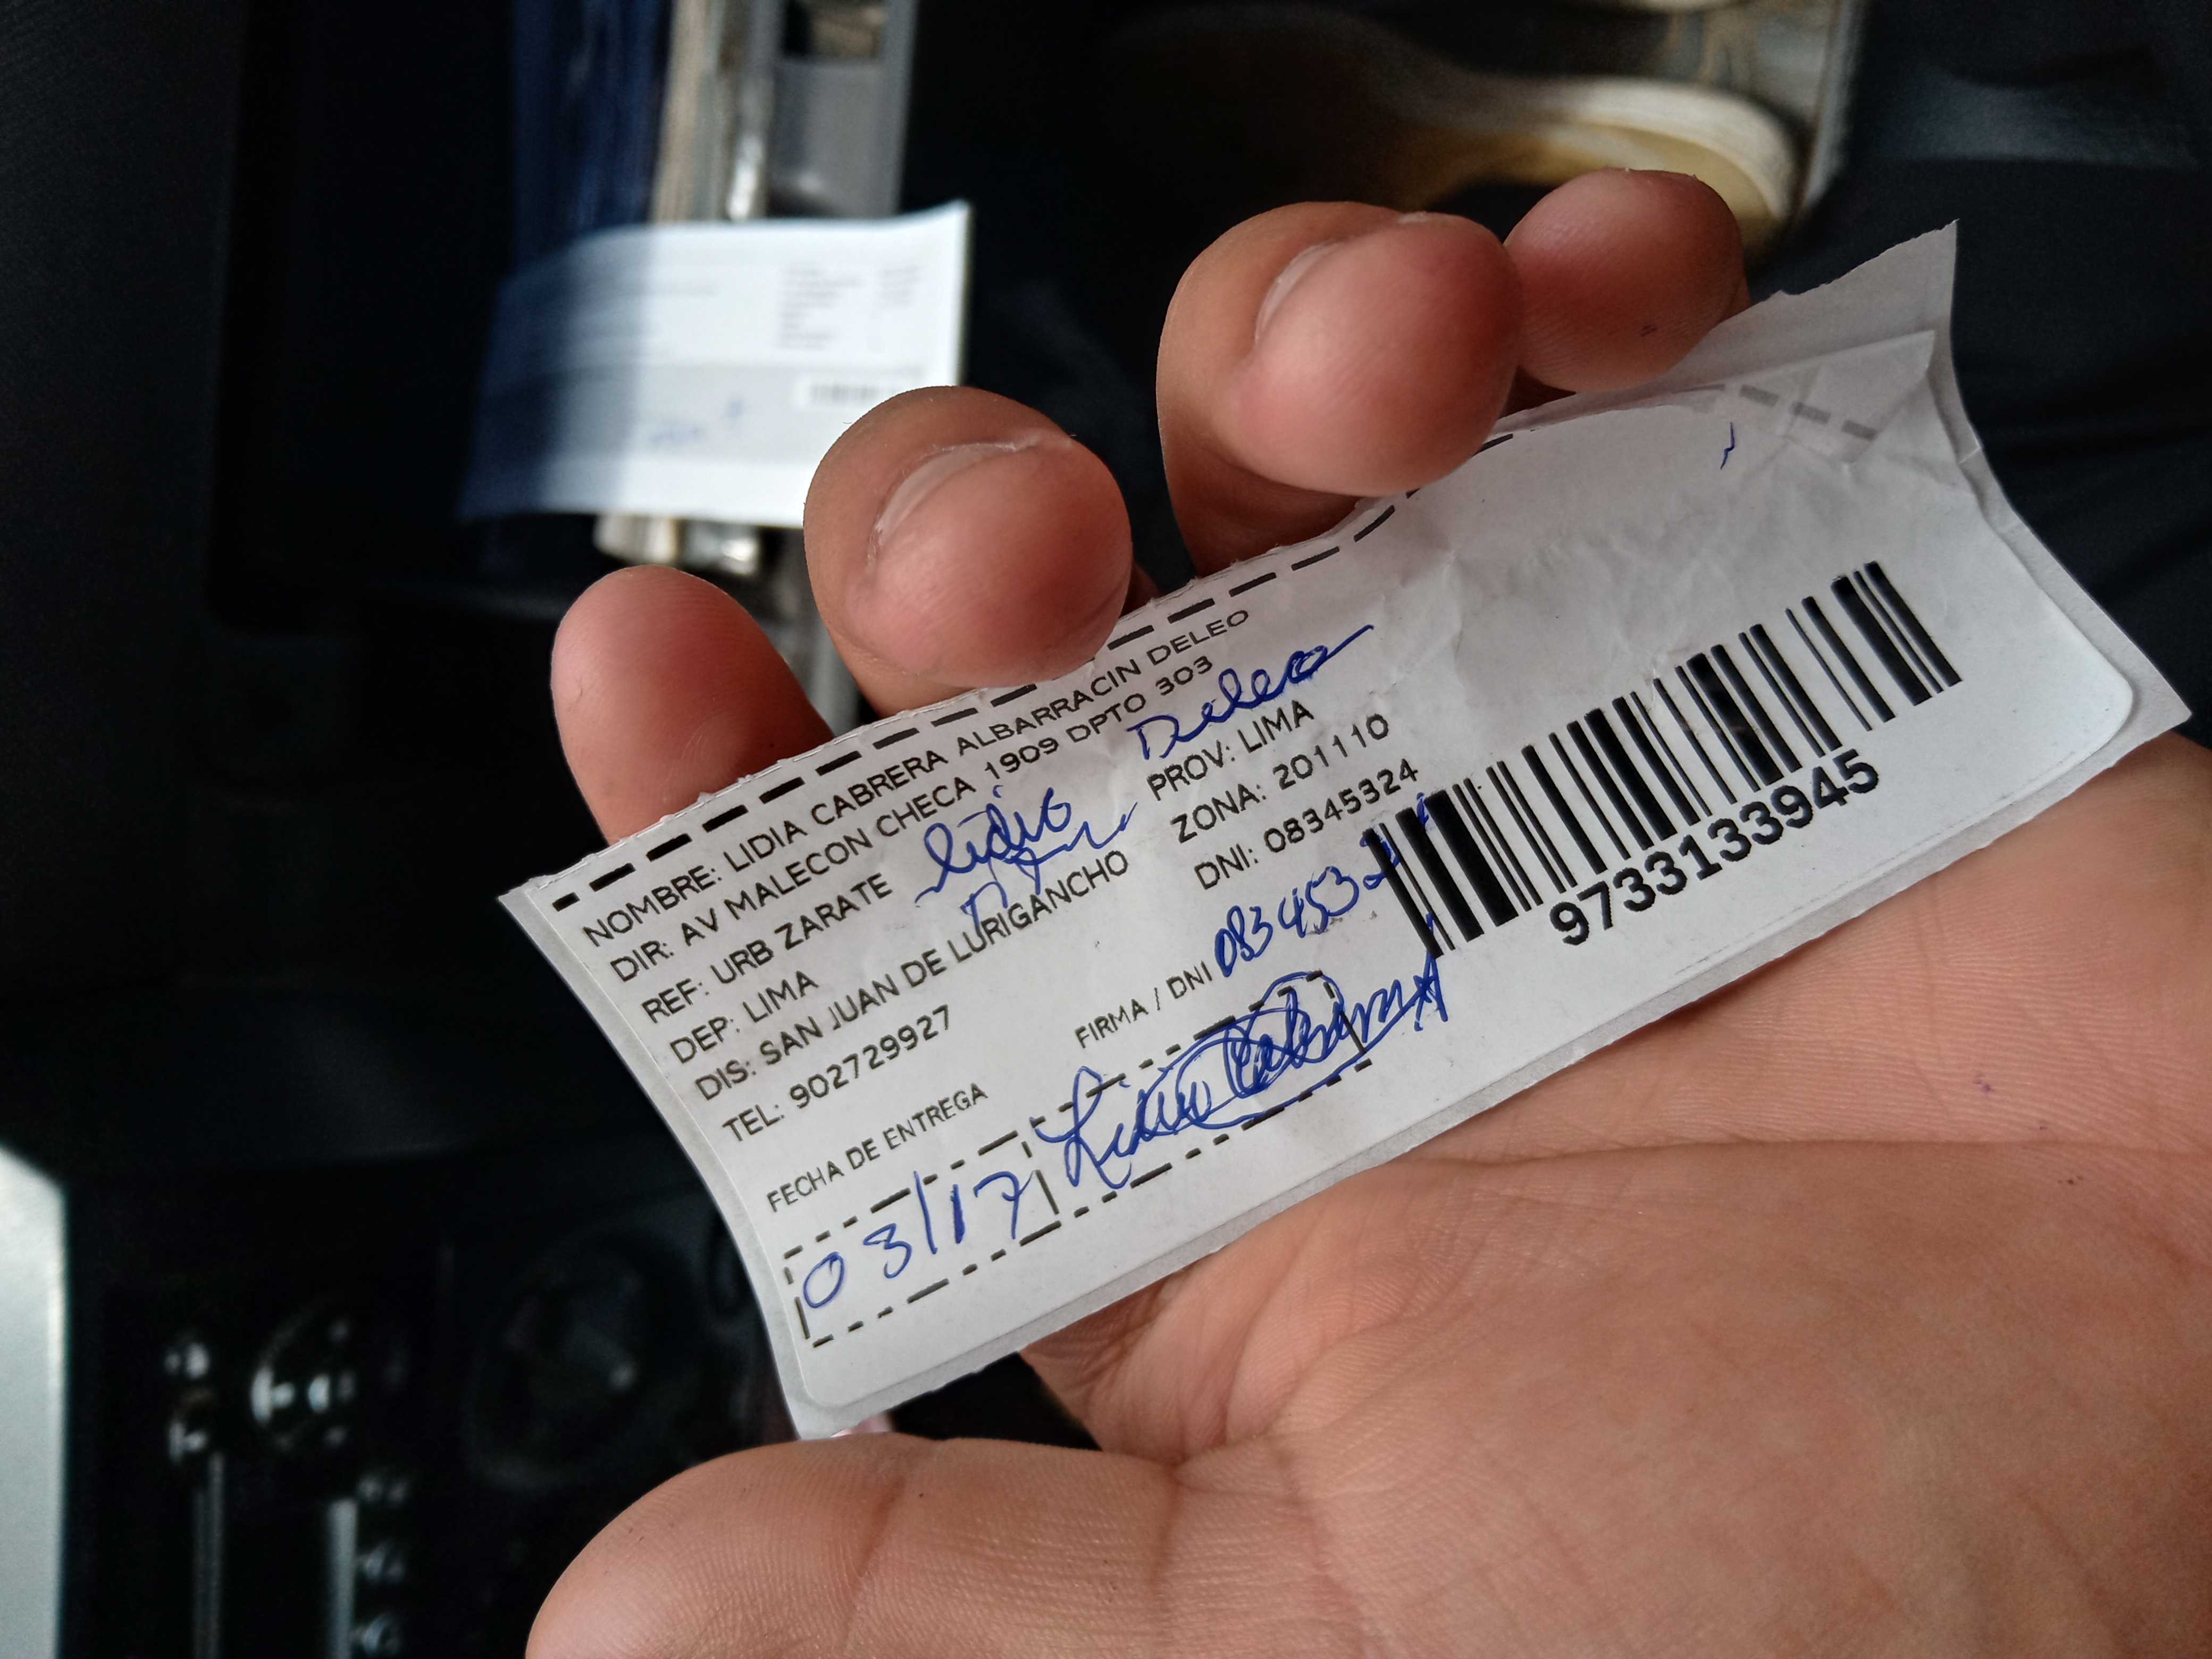 NOMBRE: LIDIA CABRERA ALBARRACIN DELEO
DIR: AV MALECON CHECA 1909 DPTO 303
REF: URB ZARATE
Deleo
DEP: LIMA
PROV: LIMA
DIS: SAN JUAN DE LURIGANCHO
ZONA: 201110
TEL: 902729927
DNI: 08345324
FECHA DE ENTREGA
FIRMA / DNI
03/17
9733133945